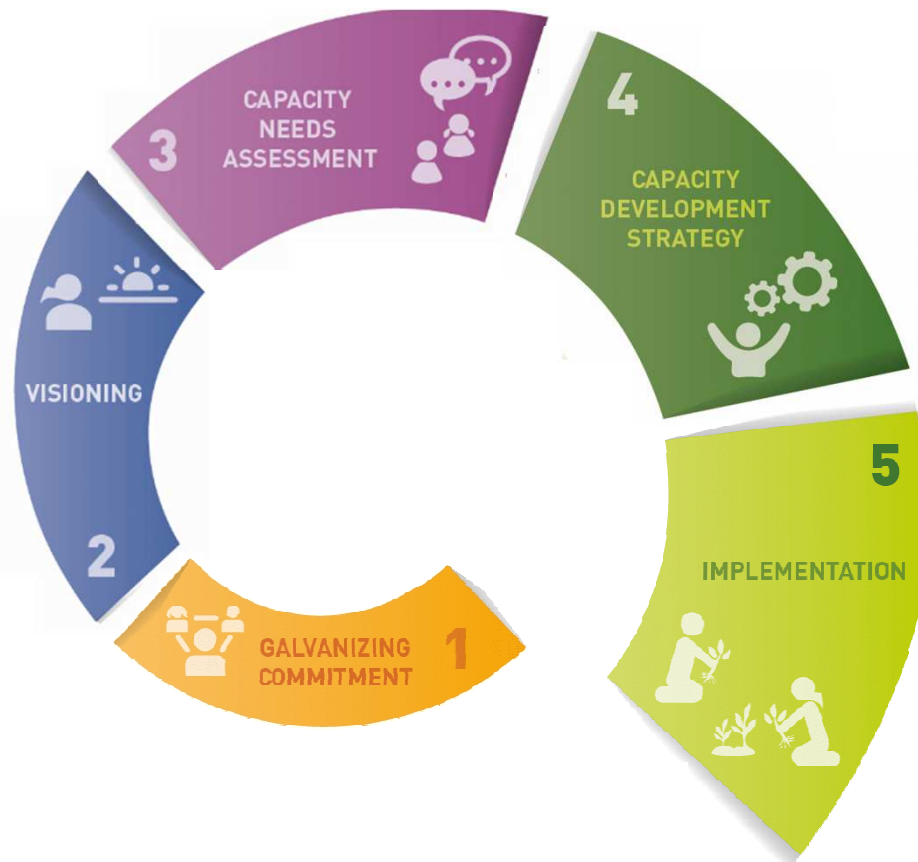 1
GALVANIZING
COMMITMENT
2
VISIONING
3
CAPACITY
NEEDS
ASSESSMENT
4
CAPACITY
DEVELOPMENT
STRATEGY
5
IMPLEMENTATION